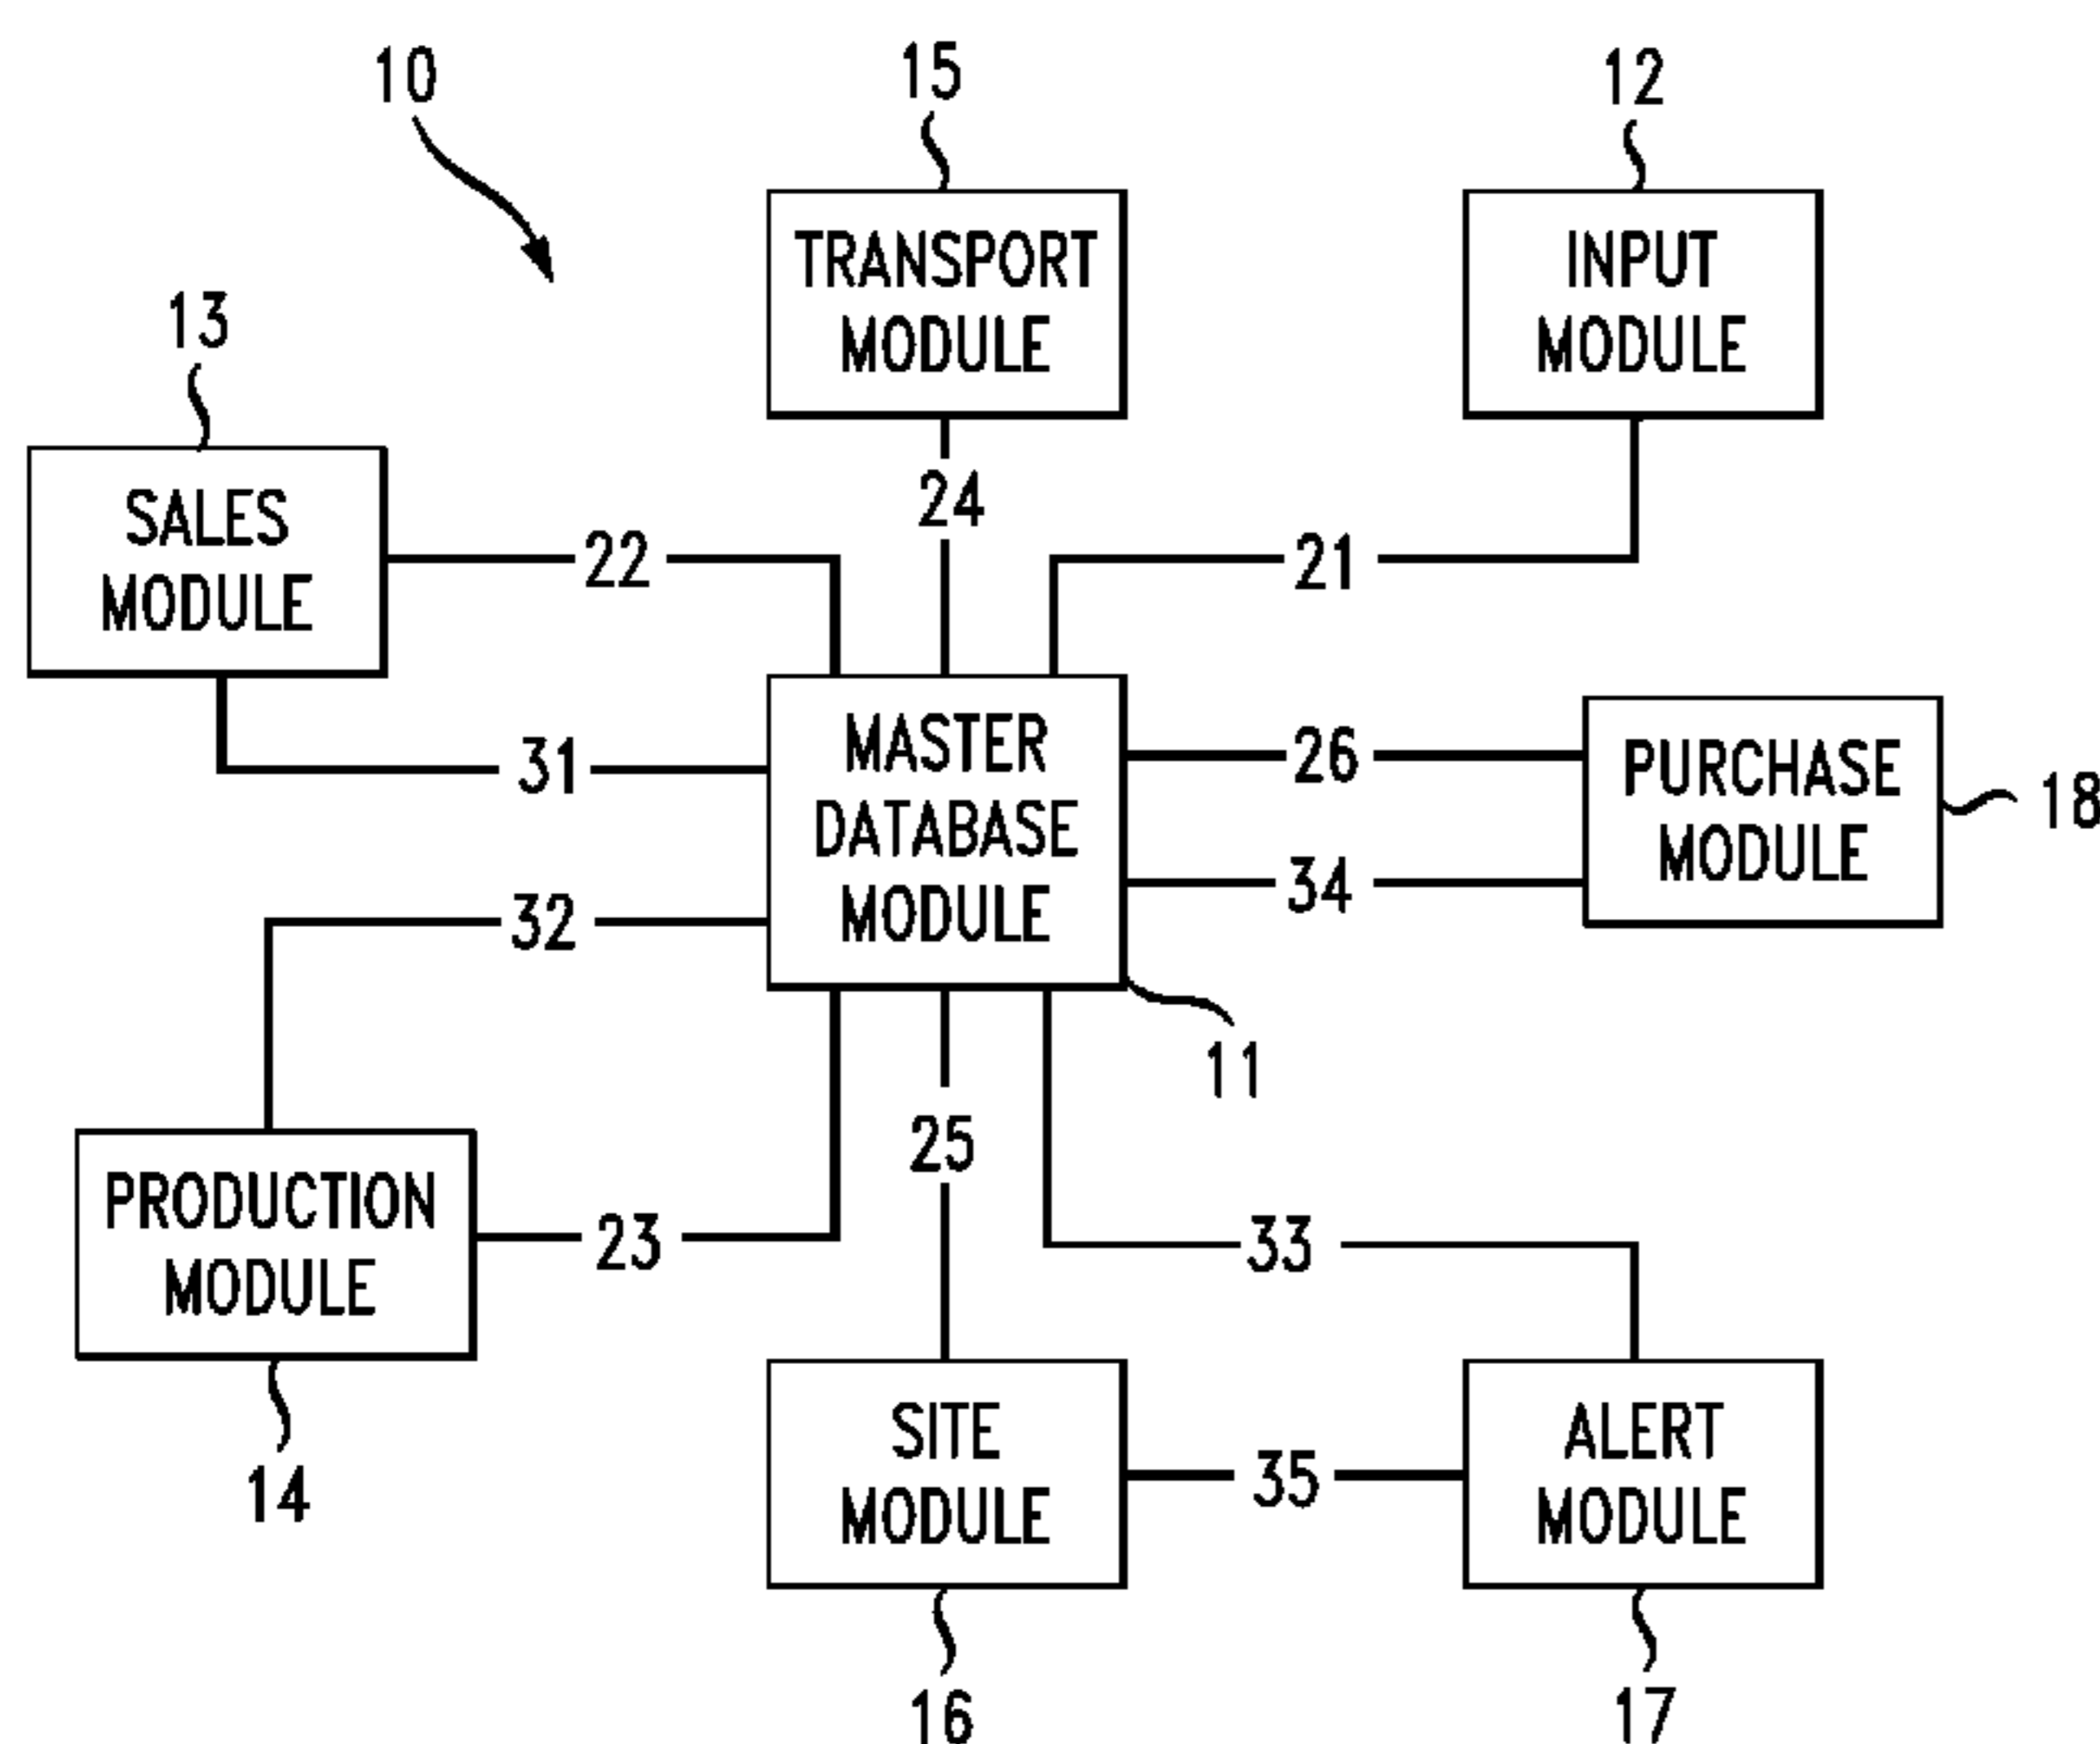 10
15
12
TRANSPORT
MODULE
INPUT
MODULE
13
SALES
MODULE
24
22
21
MASTER
DATABASE
MODULE
31
26
PURCHASE
MODULE
18
34
32
11
25
PRODUCTION
MODULE
23
33
14
SITE
MODULE
35
ALERT
MODULE
16
17